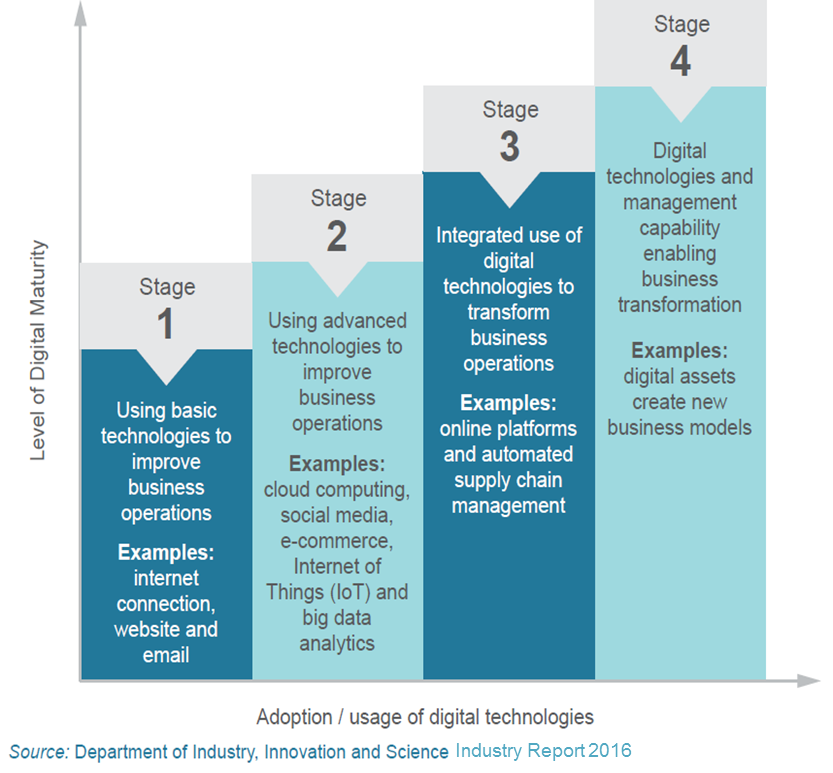 Level of Digital Maturity
Stage
1
Using basic
technologies to
improve
business
operations
Examples:
internet
connection,
website and
email
Stage
2
Using advanced
technologies to
improve
business
operations
Examples:
cloud computing,
social media,
e-commerce,
Internet of
Things (IoT) and
big data
analytics
Stage
3
Integrated use of
digital
technologies to
transform
business
operations
Examples:
online platforms
and automated
supply chain
management
Stage
4
Digital
technologies and
management
capability
enabling
business
transformation
Examples:
digital assets
create new
business models
Adoption / usage of digital technologies
Source: Department of Industry, Innovation and Science Industry Report 2016